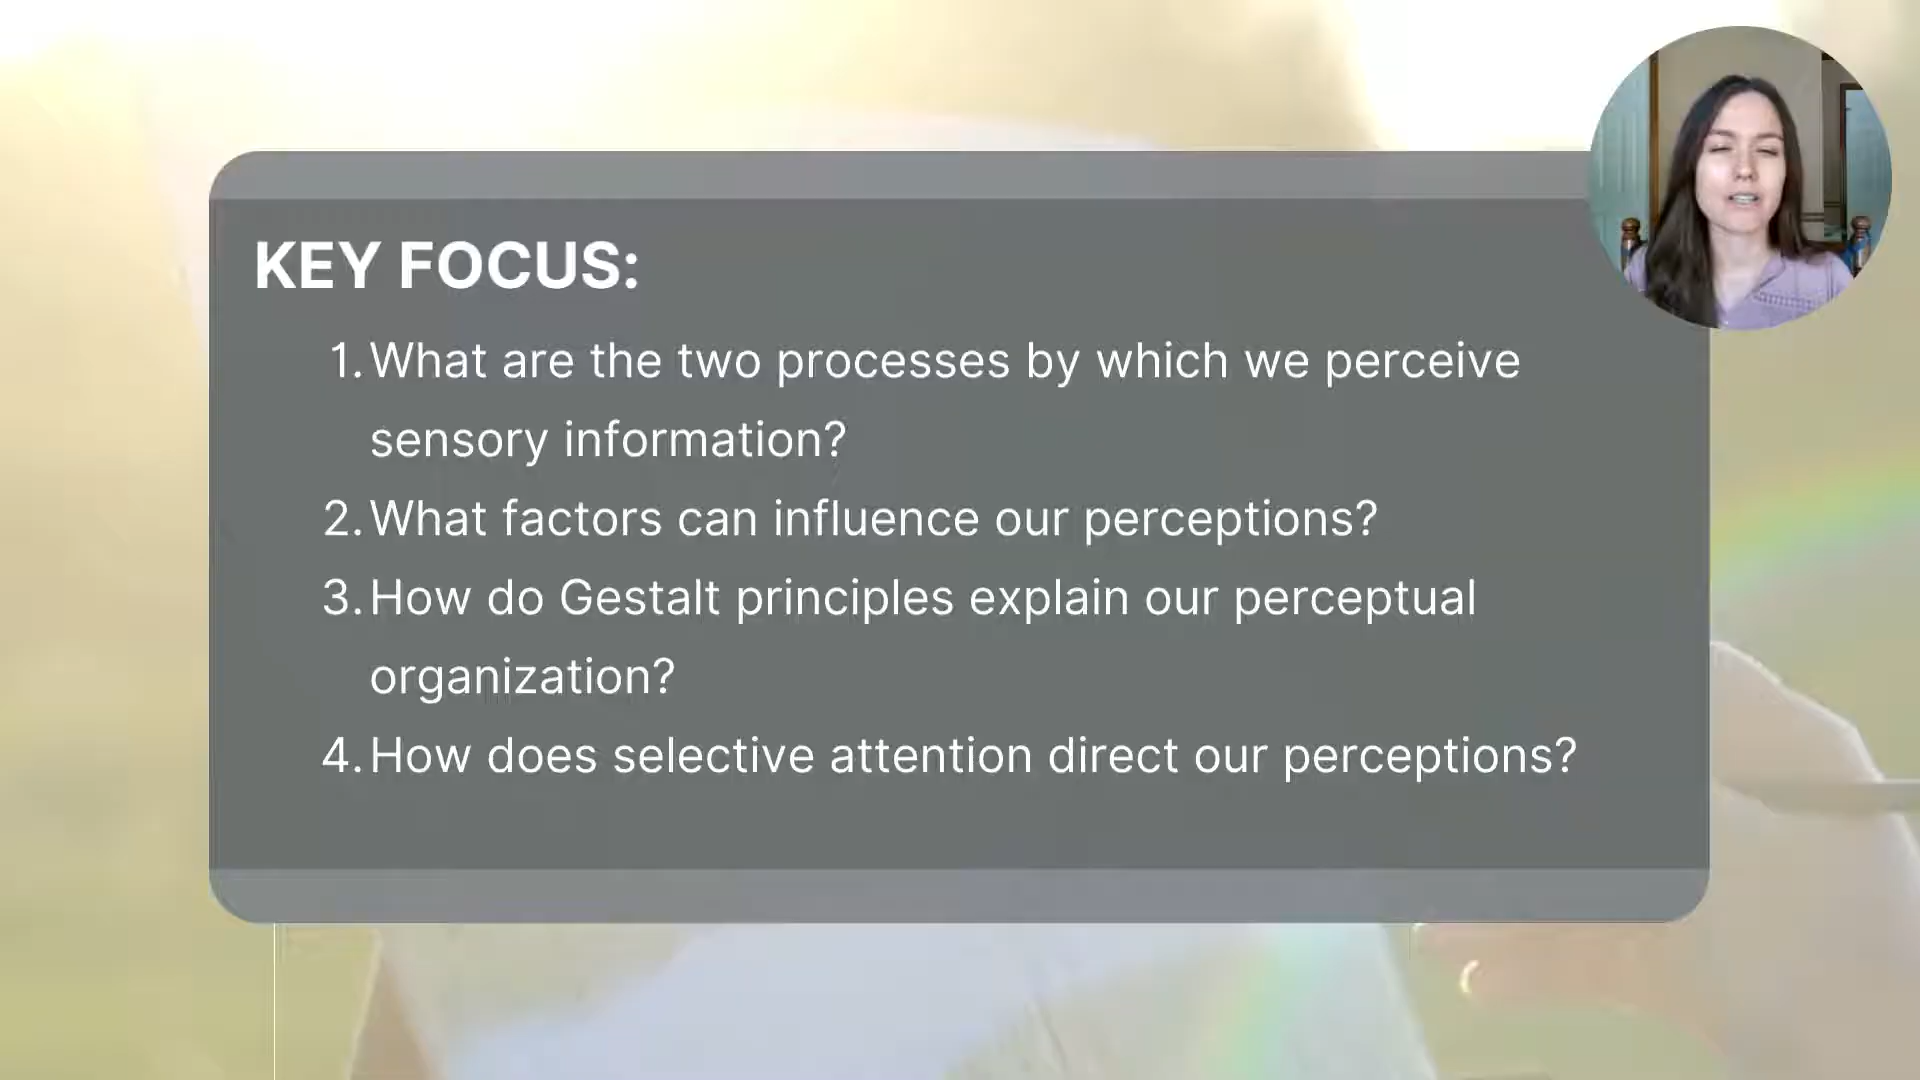 KEY FOCUS:
1. What are the two processes by which we perceive
sensory information?
2. What factors can influence our perceptions?
3. How do Gestalt principles explain our perceptual
organization?
4. How does selective attention direct our perceptions?